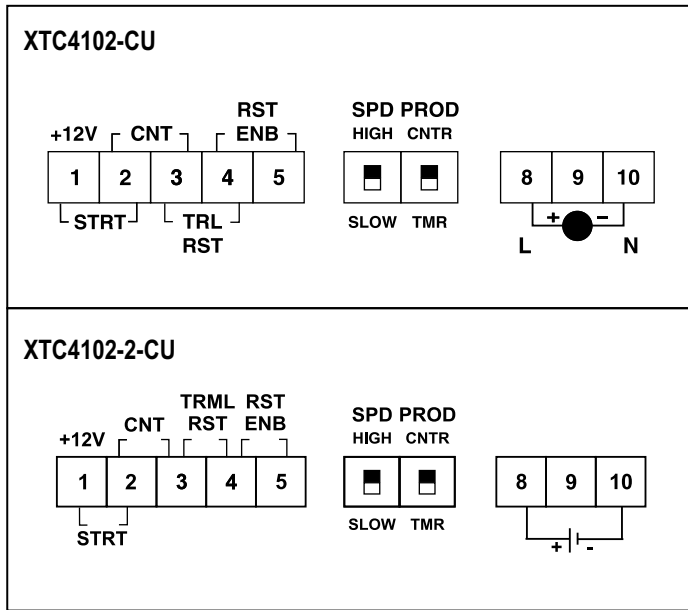 XTC4102-CU
RST
SPD PROD
+12V CNT ENB
HIGH CNTR
1 2 3 4 5
8 9 10
STRT TRL
RST
SLOW TMR
+ -
L N
XTC4102-2-CU
TRML RST
SPD PROD
+12V CNT RST ENB
HIGH CNTR
1 2 3 4 5
8 9 10
STRT
SLOW TMR
+ -